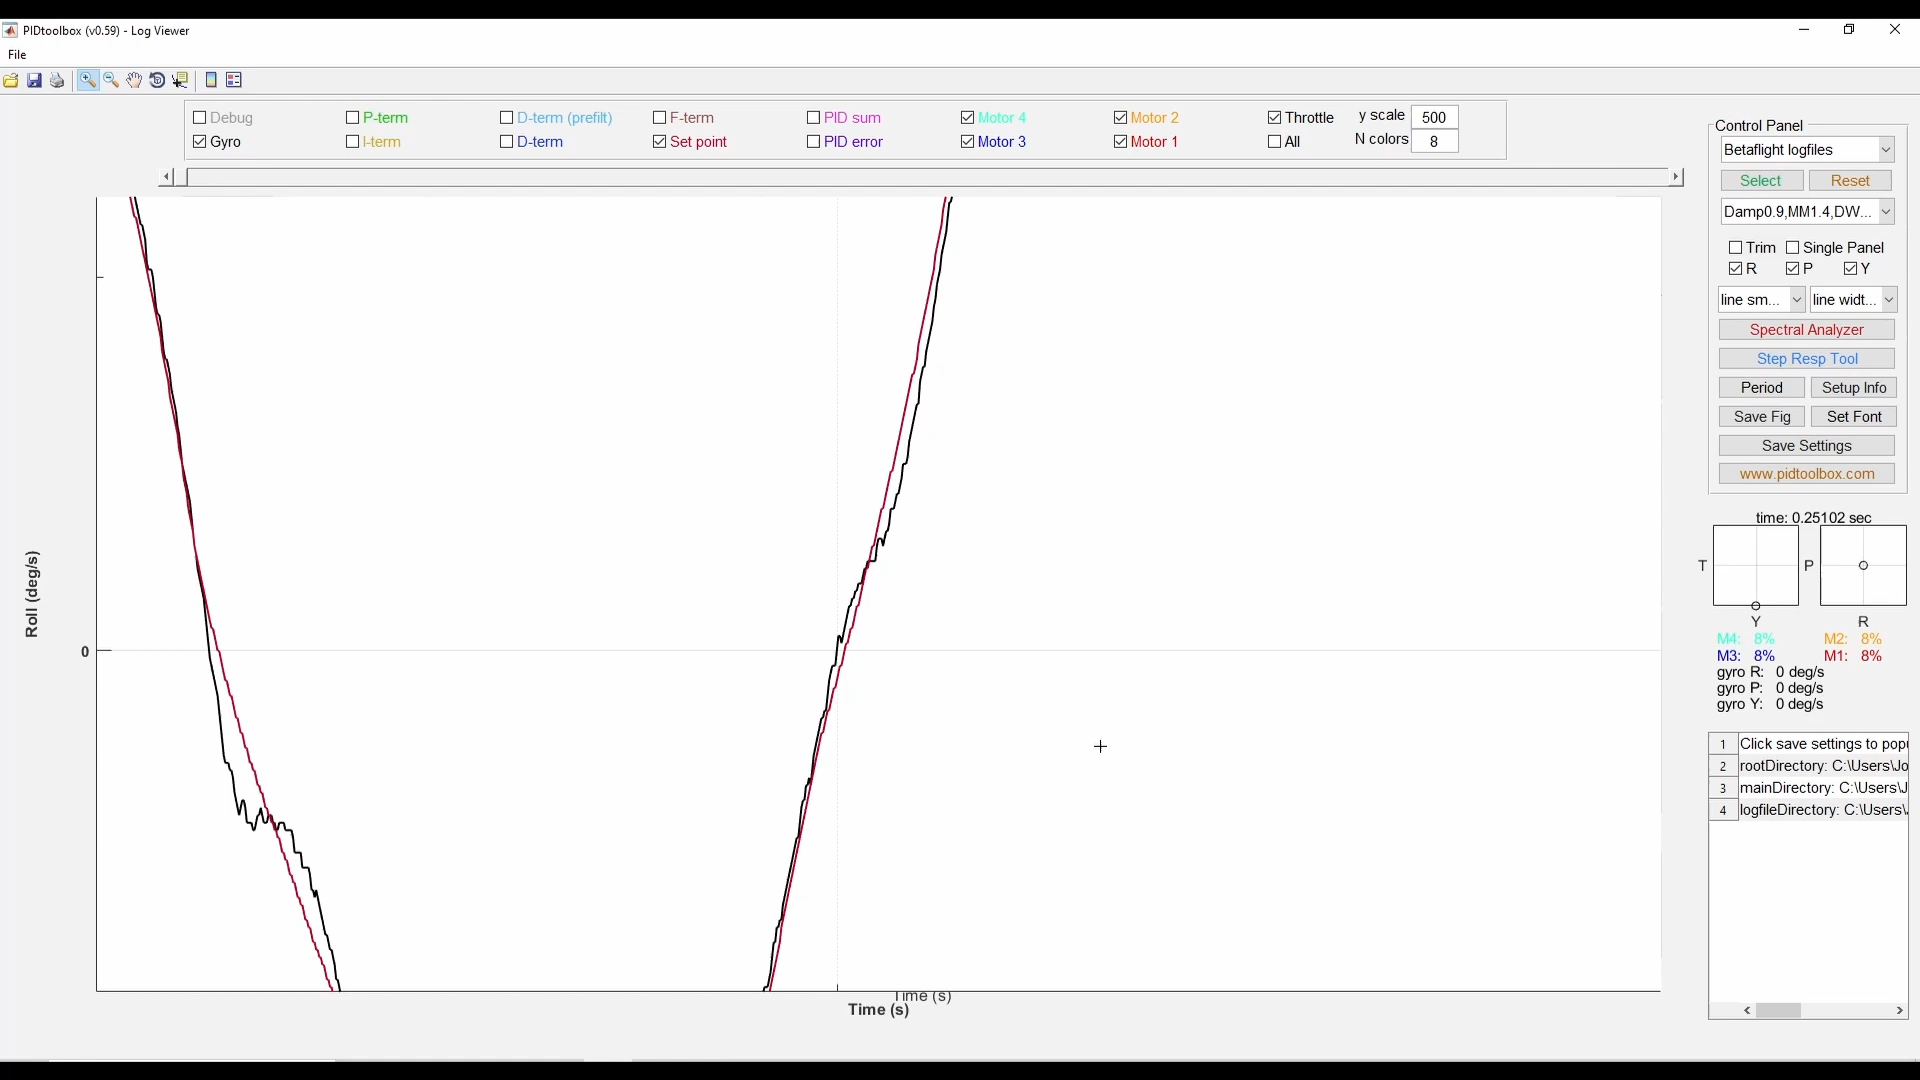 PIDtoolbox (v0.59) - Log Viewer
File
Debug P-term D-term (prefilt) F-term PID sum Motor 4 Motor 2 Throttle y scale 500
Gyro I-term D-term Set point PID error Motor 3 Motor 1 All N colors 8
Control Panel
Betaflight logfiles
Select Reset
Damp0.9,MM1.4,DW...
Trim Single Panel
R P Y
line sm... line widt...
Spectral Analyzer
Step Resp Tool
Period Setup Info
Save Fig Set Font
Save Settings
www.pidtoolbox.com
time: 0.25102 sec
T P
Y R
M4: 8% M2: 8%
M3: 8% M1: 8%
gyro R: 0 deg/s
gyro P: 0 deg/s
gyro Y: 0 deg/s
1 Click save settings to popu
2 rootDirectory: C:\Users\Jo
3 mainDirectory: C:\Users\J
4 logfileDirectory: C:\Users\
Roll (deg/s)
0
Time (s)
Time (s)